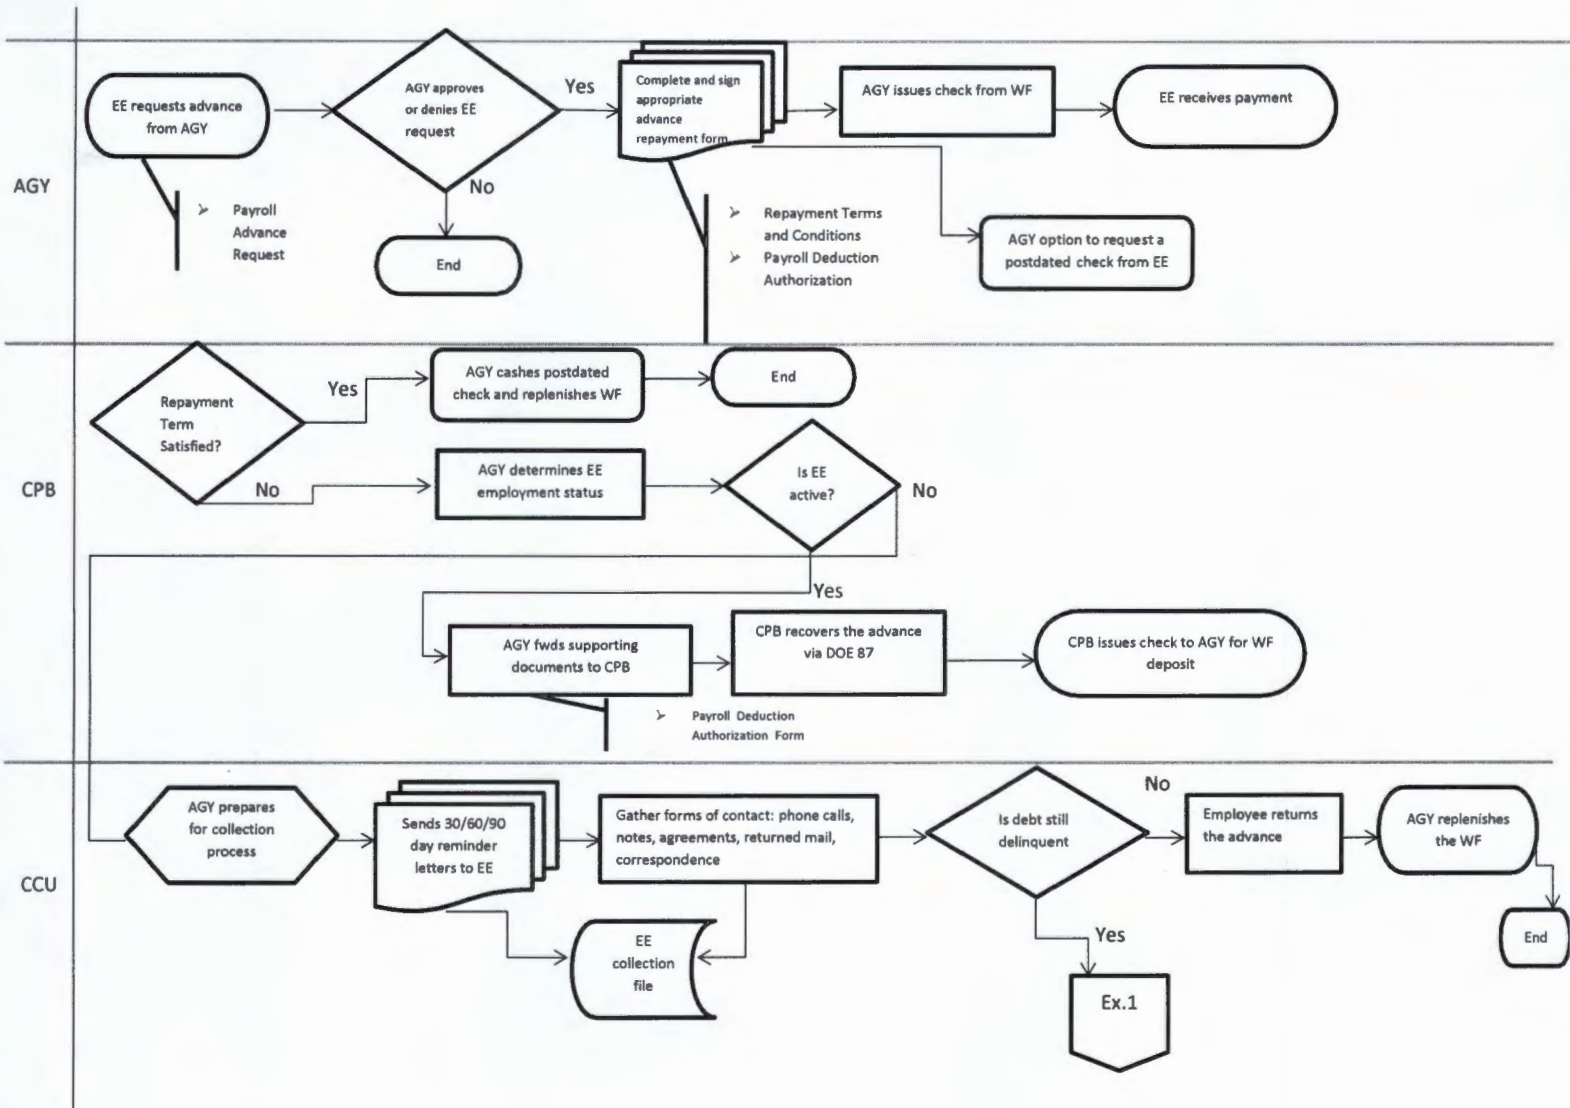 AGY
EE requests advance
from AGY
Payroll
Advance
Request
AGY approves
or denies EE
request
Yes
No
End
Complete and sign
appropriate
advance
repayment form
Repayment Terms
and Conditions
Payroll Deduction
Authorization
AGY issues check from WF
EE receives payment
AGY option to request a
postdated check from EE
CPB
Repayment
Term
Satisfied?
Yes
AGY cashes postdated
check and replenishes WF
End
No
AGY determines EE
employment status
Is EE
active?
No
Yes
AGY fwds supporting
documents to CPB
Payroll Deduction
Authorization Form
CPB recovers the advance
via DOE 87
CPB issues check to AGY for WF
deposit
CCU
AGY prepares
for collection
process
Sends 30/60/90
day reminder
letters to EE
Gather forms of contact: phone calls,
notes, agreements, returned mail,
correspondence
EE
collection
file
Is debt still
delinquent
No
Employee returns
the advance
AGY replenishes
the WF
End
Yes
Ex.1